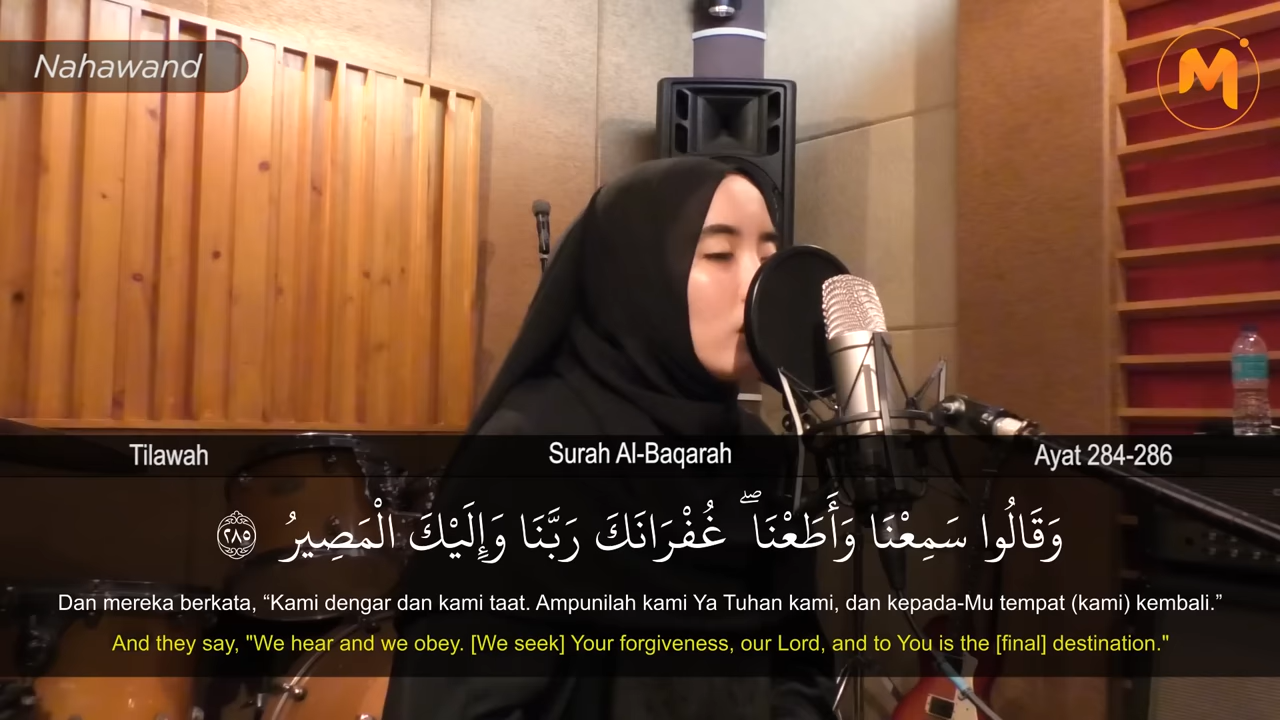 Nahawand
M
Tilawah Surah Al-Baqarah Ayat 284-286
وَقَالُوا سَمِعْنَا وَأَطَعْنَا ۖ غُفْرَانَكَ رَبَّنَا وَإِلَيْكَ الْمَصِيرُ ٢٨٥
Dan mereka berkata, “Kami dengar dan kami taat. Ampunilah kami Ya Tuhan kami, dan kepada-Mu tempat (kami) kembali.”
And they say, "We hear and we obey. [We seek] Your forgiveness, our Lord, and to You is the [final] destination."